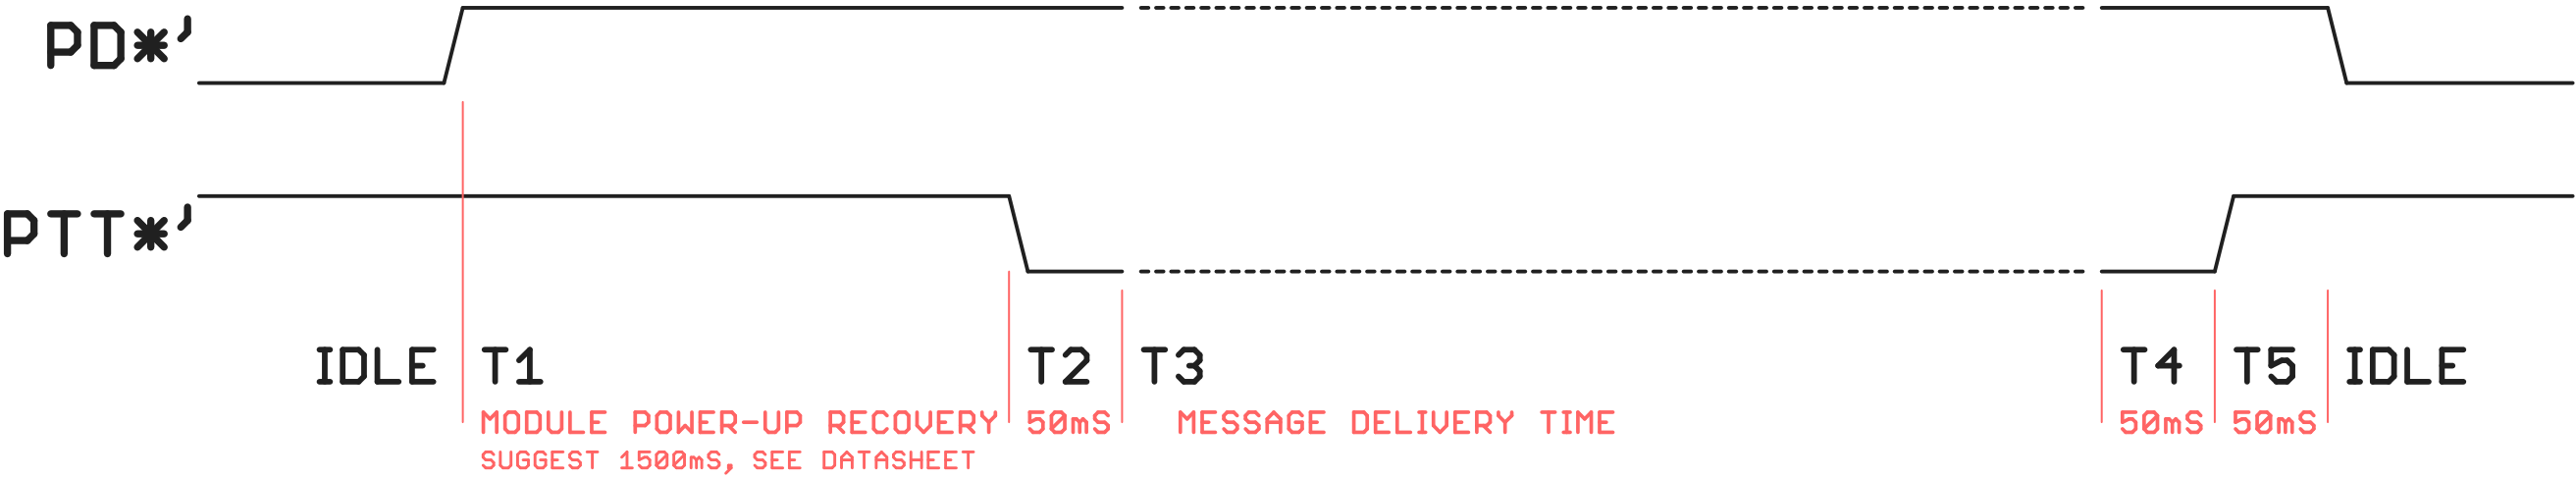 PD*'
PTT*'
IDLE T1 T2 T3 T4 T5 IDLE
MODULE POWER-UP RECOVERY 50mS MESSAGE DELIVERY TIME 50mS 50mS
SUGGEST 1500mS, SEE DATASHEET